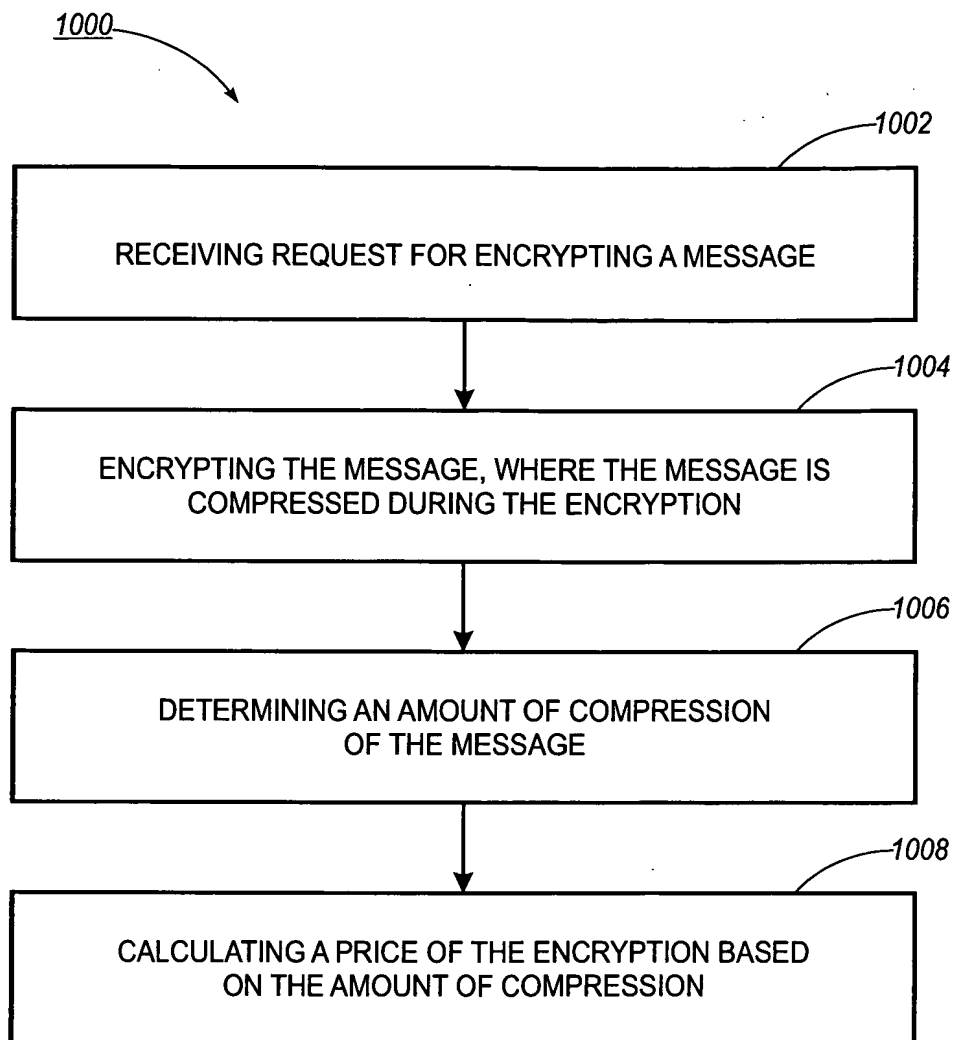 1000
1002
RECEIVING REQUEST FOR ENCRYPTING A MESSAGE
1004
ENCRYPTING THE MESSAGE, WHERE THE MESSAGE IS
COMPRESSED DURING THE ENCRYPTION
1006
DETERMINING AN AMOUNT OF COMPRESSION
OF THE MESSAGE
1008
CALCULATING A PRICE OF THE ENCRYPTION BASED
ON THE AMOUNT OF COMPRESSION